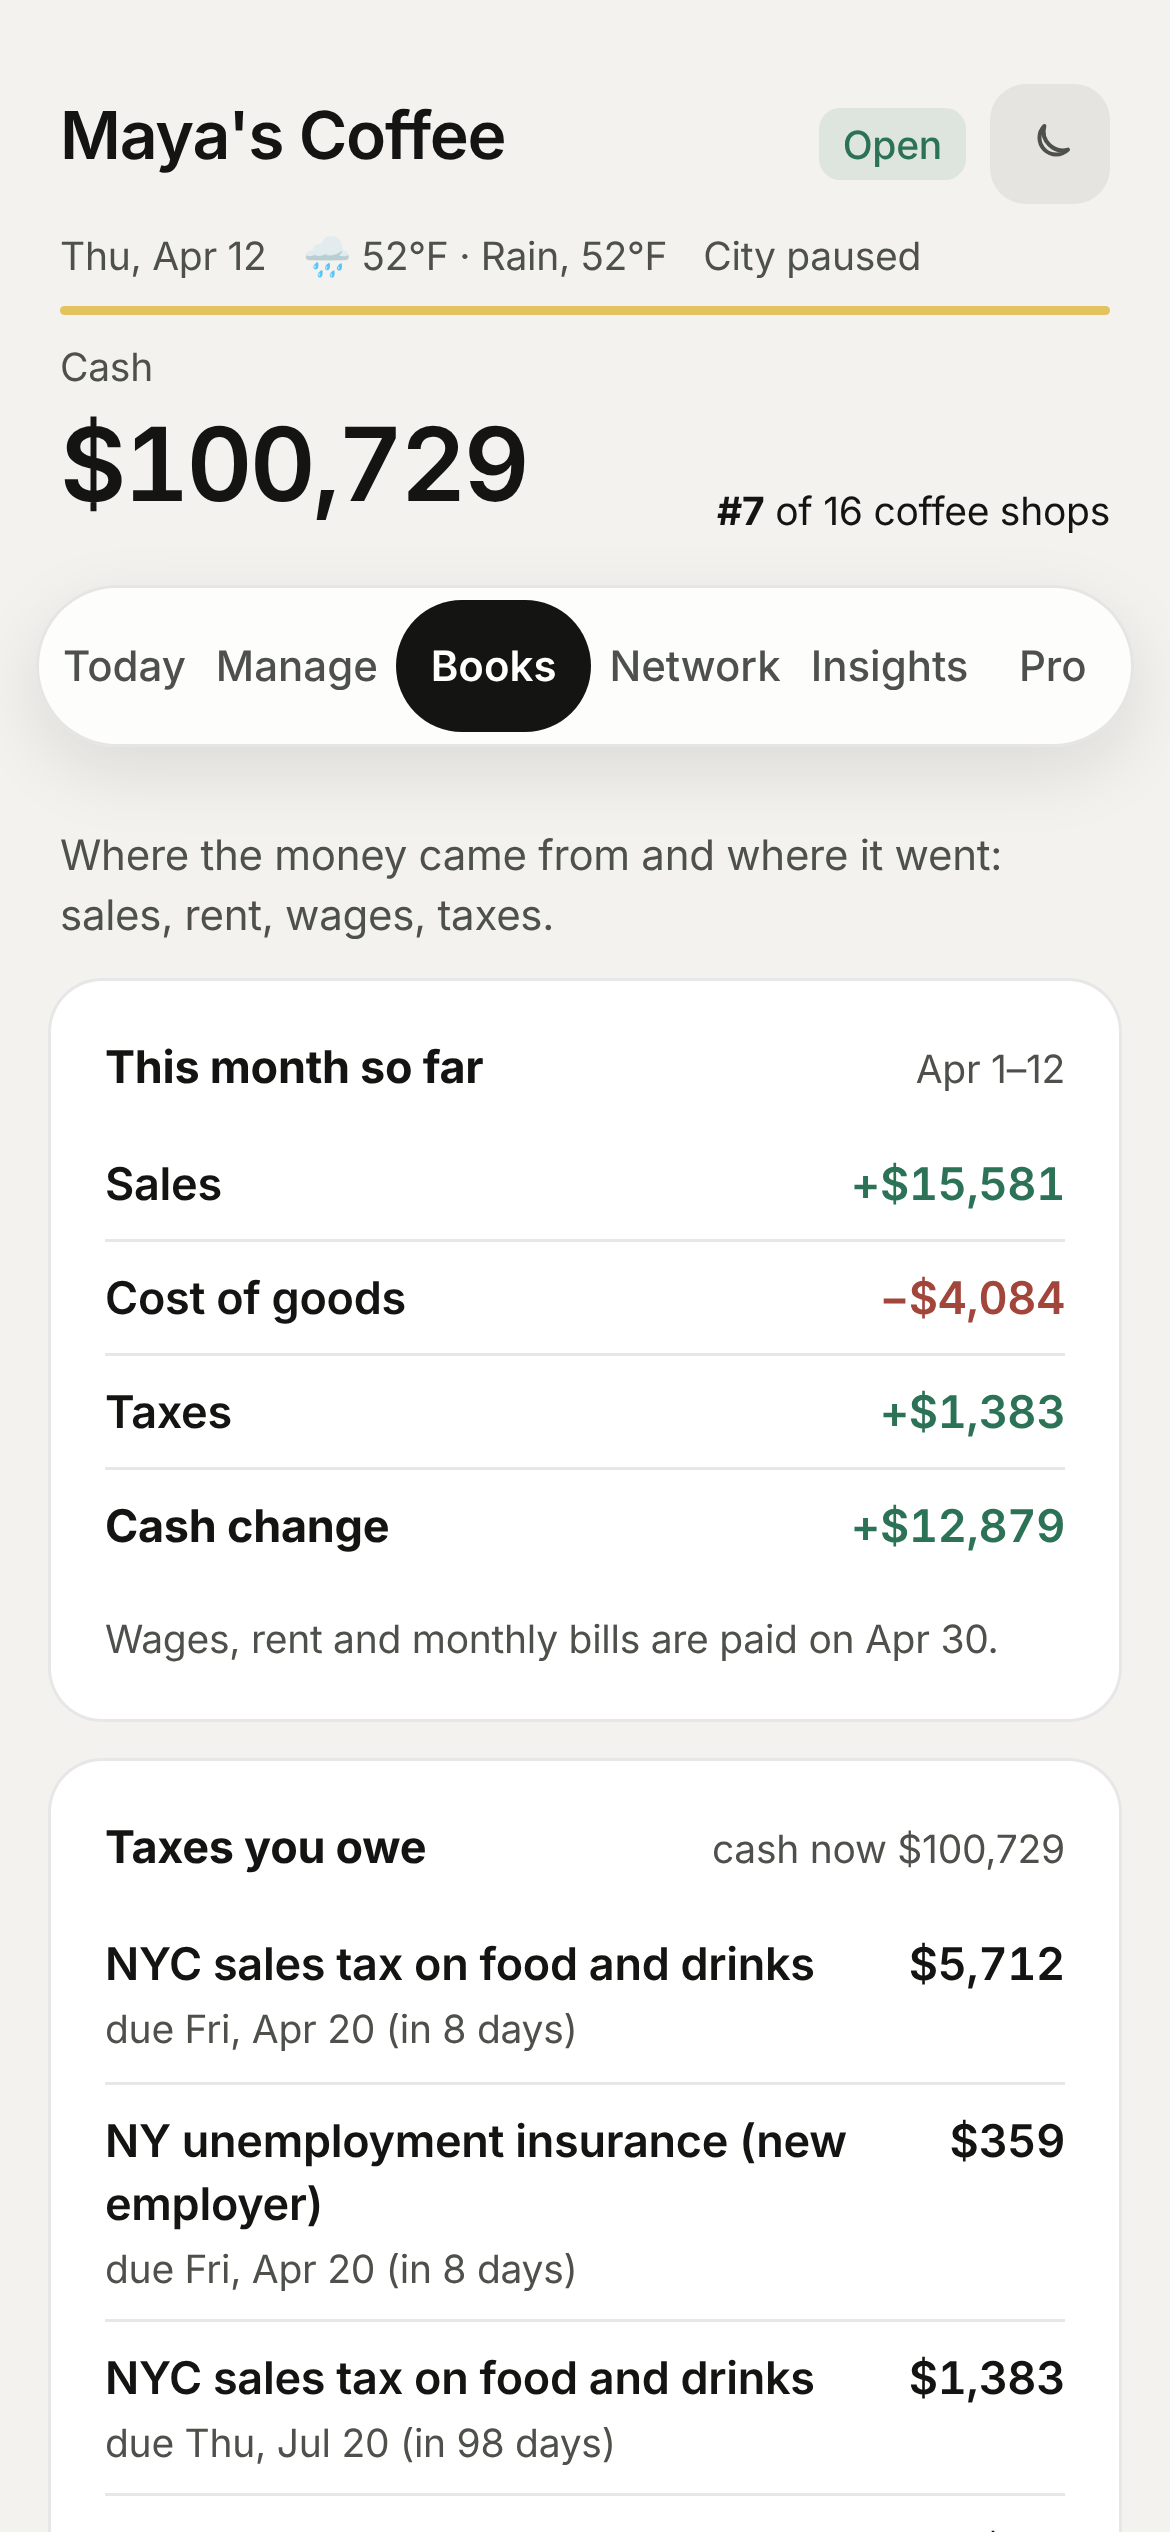 Maya's Coffee
Open
Thu, Apr 12 52°F · Rain, 52°F City paused
Cash
$100,729
#7 of 16 coffee shops
Today Manage Books Network Insights Pro
Where the money came from and where it went:
sales, rent, wages, taxes.
This month so far Apr 1–12
Sales +$15,581
Cost of goods −$4,084
Taxes +$1,383
Cash change +$12,879
Wages, rent and monthly bills are paid on Apr 30.
Taxes you owe cash now $100,729
NYC sales tax on food and drinks $5,712
due Fri, Apr 20 (in 8 days)
NY unemployment insurance (new $359
employer)
due Fri, Apr 20 (in 8 days)
NYC sales tax on food and drinks $1,383
due Thu, Jul 20 (in 98 days)